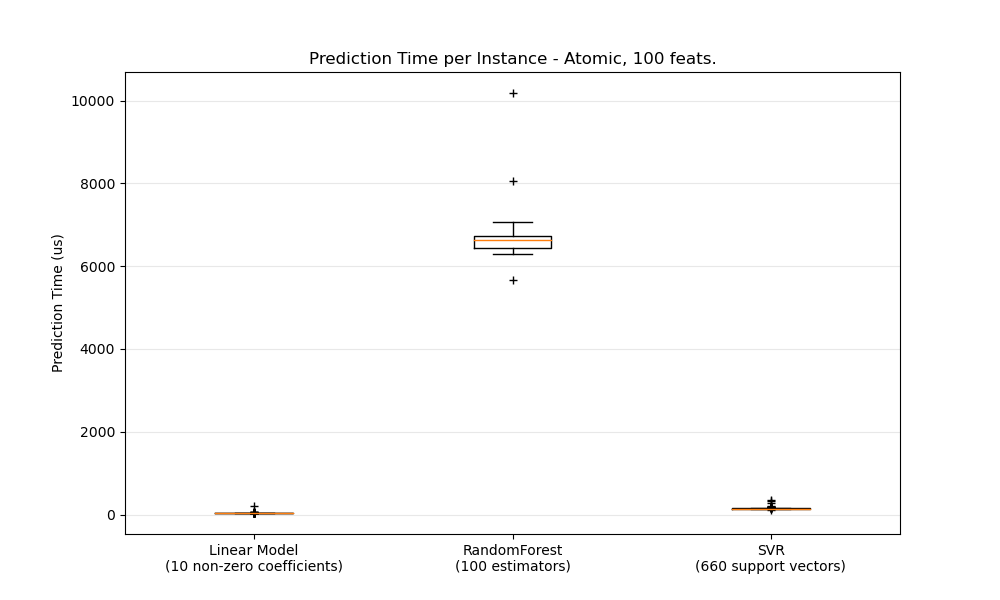 Prediction Time per Instance - Atomic, 100 feats.
Prediction Time (us)
10000
8000
6000
4000
2000
0
Linear Model
(10 non-zero coefficients)
RandomForest
(100 estimators)
SVR
(660 support vectors)